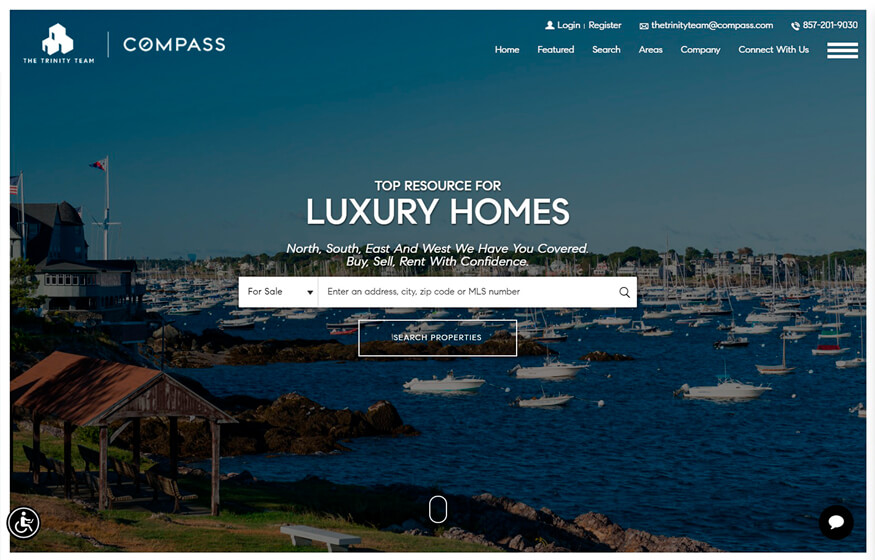 Login | Register thetrinityteam@compass.com 857-201-9030
THE TRINITY TEAM | COMPASS
Home Featured Search Areas Company Connect With Us
TOP RESOURCE FOR
LUXURY HOMES
North, South, East And West We Have You Covered.
Buy, Sell, Rent With Confidence.
For Sale Enter an address, city, zip code or MLS number
SEARCH PROPERTIES